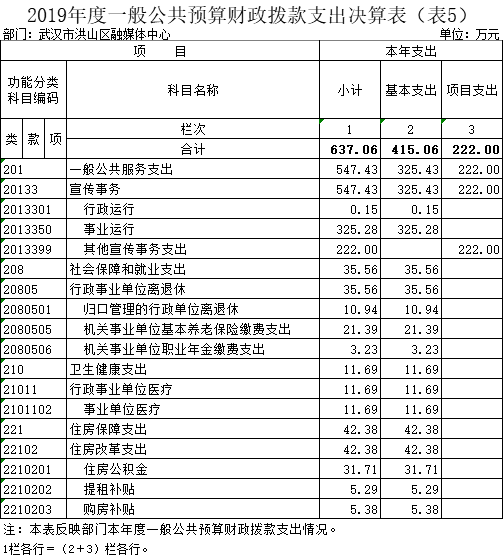 2019年度一般公共预算财政拨款支出决算表（表5）
部门：武汉市洪山区融媒体中心 单位：万元
项 目 本年支出
功能分类科目编码 科目名称 小计 基本支出 项目支出
类 款 项 栏次 1 2 3
合计 637.06 415.06 222.00
201 一般公共服务支出 547.43 325.43 222.00
20133 宣传事务 547.43 325.43 222.00
2013301 行政运行 0.15 0.15
2013350 事业运行 325.28 325.28
2013399 其他宣传事务支出 222.00 222.00
208 社会保障和就业支出 35.56 35.56
20805 行政事业单位离退休 35.56 35.56
2080501 归口管理的行政单位离退休 10.94 10.94
2080505 机关事业单位基本养老保险缴费支出 21.39 21.39
2080506 机关事业单位职业年金缴费支出 3.23 3.23
210 卫生健康支出 11.69 11.69
21011 行政事业单位医疗 11.69 11.69
2101102 事业单位医疗 11.69 11.69
221 住房保障支出 42.38 42.38
22102 住房改革支出 42.38 42.38
2210201 住房公积金 31.71 31.71
2210202 提租补贴 5.29 5.29
2210203 购房补贴 5.38 5.38
注：本表反映部门本年度一般公共预算财政拨款支出情况。
1栏各行＝（2＋3）栏各行。